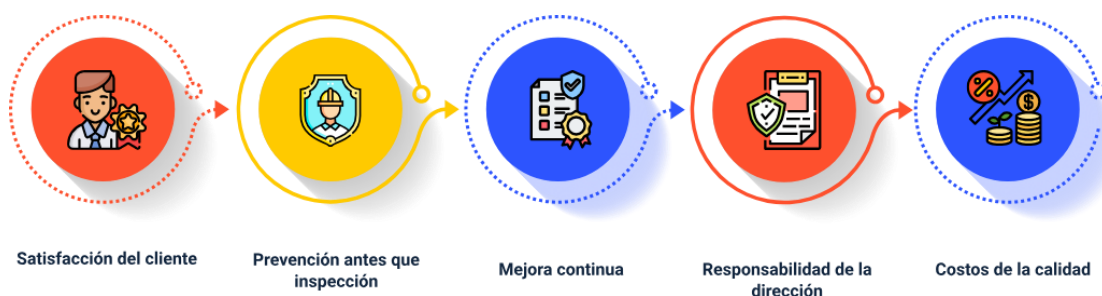 Satisfacción del cliente
Prevención antes que
inspección
Mejora continua
Responsabilidad de la
dirección
Costos de la calidad